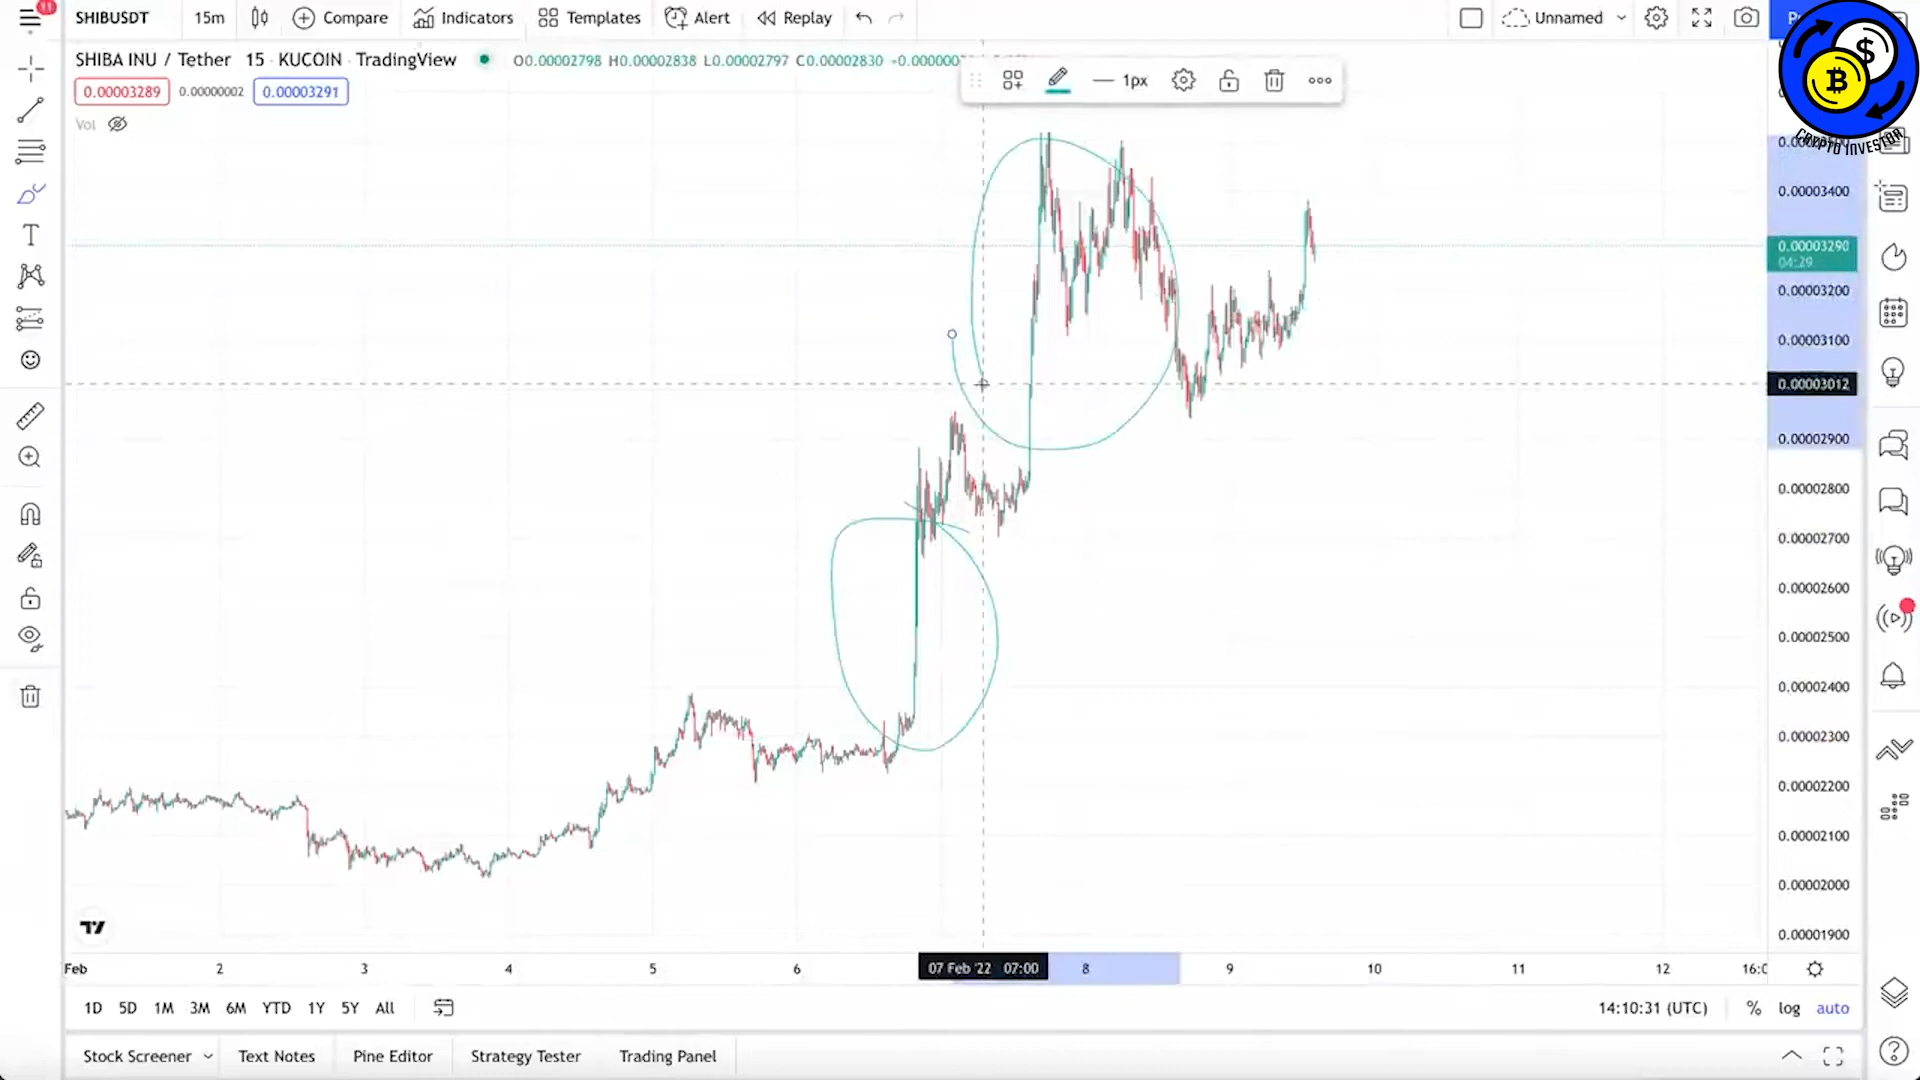 11
SHIBUSDT 15m Compare Indicators Templates Alert Replay Unnamed
SHIBA INU / Tether 15 · KUCOIN · TradingView O0.00002798 H0.00002838 L0.00002797 C0.00002830
0.00003289 0.00000002 0.00003291
Vol
1px
$
B
CRYPTO INVESTOR
0.00003400
0.00003290
04:29
0.00003200
0.00003100
0.00003012
0.00002900
0.00002800
0.00002700
0.00002600
0.00002500
0.00002400
0.00002300
0.00002200
0.00002100
0.00002000
0.00001900
Feb 2 3 4 5 6 07 Feb '22 07:00 8 9 10 11 12
1D 5D 1M 3M 6M YTD 1Y 5Y All 14:10:31 (UTC) % log auto
Stock Screener Text Notes Pine Editor Strategy Tester Trading Panel